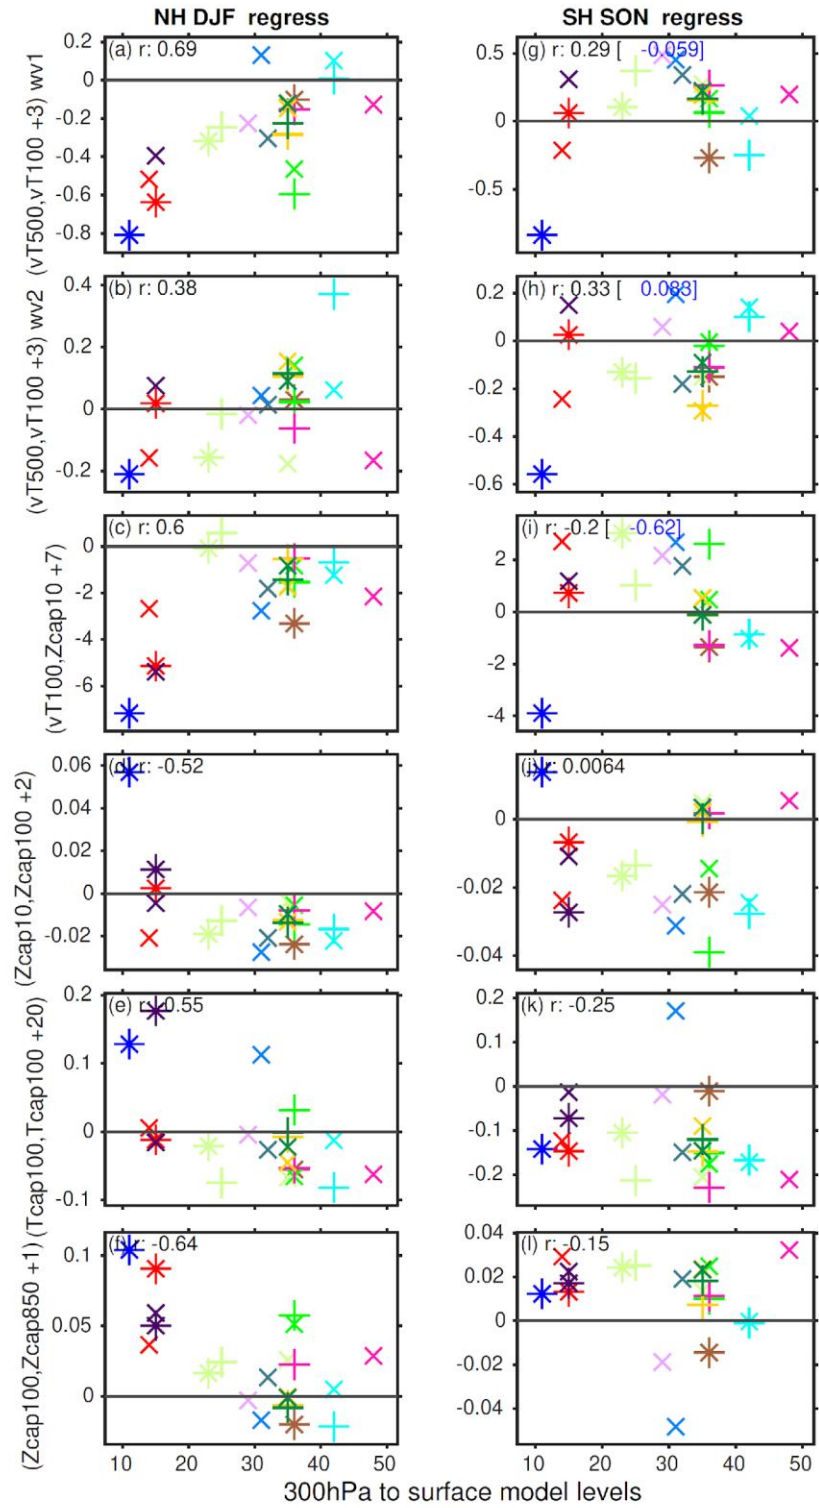 NH DJF regress
SH SON regress
(a) r: 0.69
0.2
0
-0.2
-0.4
-0.6
-0.8
(vT500,vT100 +3) wv1
(g) r: 0.29 [ -0.059]
0.5
0
-0.5
(b) r: 0.38
0.4
0.2
0
-0.2
(vT500,vT100 +3) wv2
(h) r: 0.33 [ 0.083]
0.2
0
-0.2
-0.4
-0.6
(c) r: 0.6
0
-2
-4
-6
(vT100,Zcap10 +7)
(i) r: -0.2 [ -0.62]
2
0
-2
-4
(d) r: -0.52
0.06
0.04
0.02
0
-0.02
(Zcap10,Zcap100 +2)
(j) r: 0.0064
0
-0.02
-0.04
(e) r: -0.55
0.2
0.1
0
-0.1
(Tcap100,Tcap100 +20)
(k) r: -0.25
0.2
0.1
0
-0.1
-0.2
(f) r: -0.64
0.1
0.05
0
(Zcap100,Zcap850 +1)
(l) r: -0.15
0.04
0.02
0
-0.02
-0.04
10 20 30 40 50
10 20 30 40 50
300hPa to surface model levels